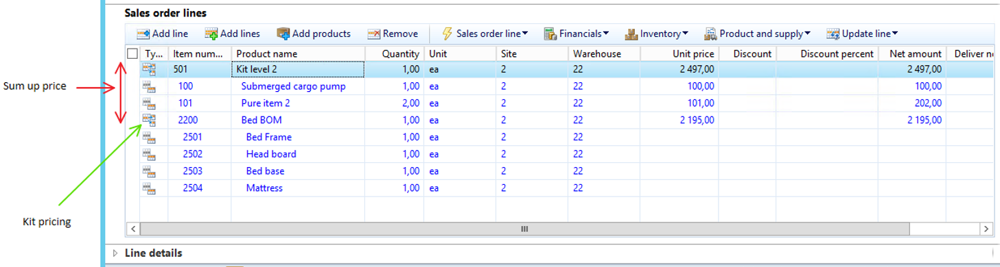 Sales order lines
Add line Add lines Add products Remove Sales order line Financials Inventory Product and supply Update line
Ty... Item num... Product name Quantity Unit Site Warehouse Unit price Discount Discount percent Net amount Deliver n
501 Kit level 2 1,00 ea 2 22 2 497,00 2 497,00
Sum up price
100 Submerged cargo pump 1,00 ea 2 22 100,00 100,00
101 Pure item 2 2,00 ea 2 22 101,00 202,00
2200 Bed BOM 1,00 ea 2 22 2 195,00 2 195,00
2501 Bed Frame 1,00 ea 2 22
2502 Head board 1,00 ea 2 22
2503 Bed base 1,00 ea 2 22
2504 Mattress 1,00 ea 2 22
Kit pricing
Line details